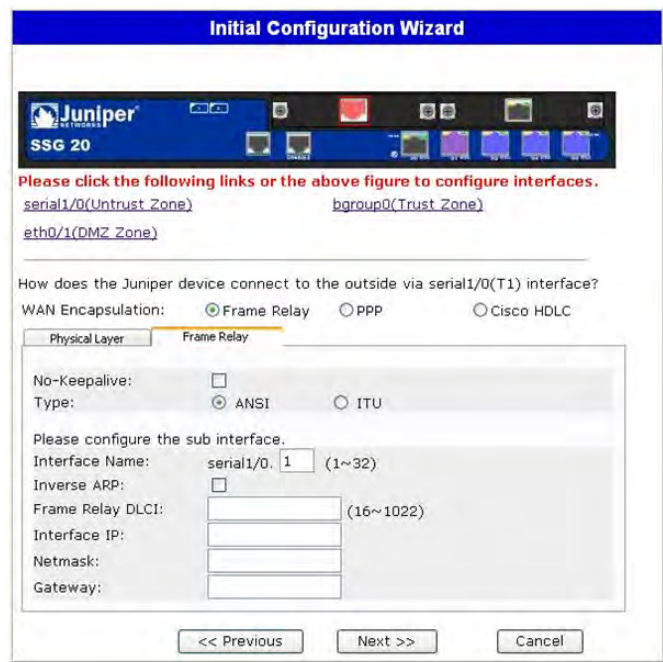 Initial Configuration Wizard
Juniper
NETWORKS
SSG 20
Please click the following links or the above figure to configure interfaces.
serial1/0(Untrust Zone) bgroup0(Trust Zone)
eth0/1(DMZ Zone)
How does the Juniper device connect to the outside via serial1/0(T1) interface?
WAN Encapsulation: Frame Relay PPP Cisco HDLC
Physical Layer Frame Relay
No-Keepalive:
Type: ANSI ITU
Please configure the sub interface.
Interface Name: serial1/0. 1 (1~32)
Inverse ARP:
Frame Relay DLCI: (16~1022)
Interface IP:
Netmask:
Gateway:
<< Previous Next >> Cancel